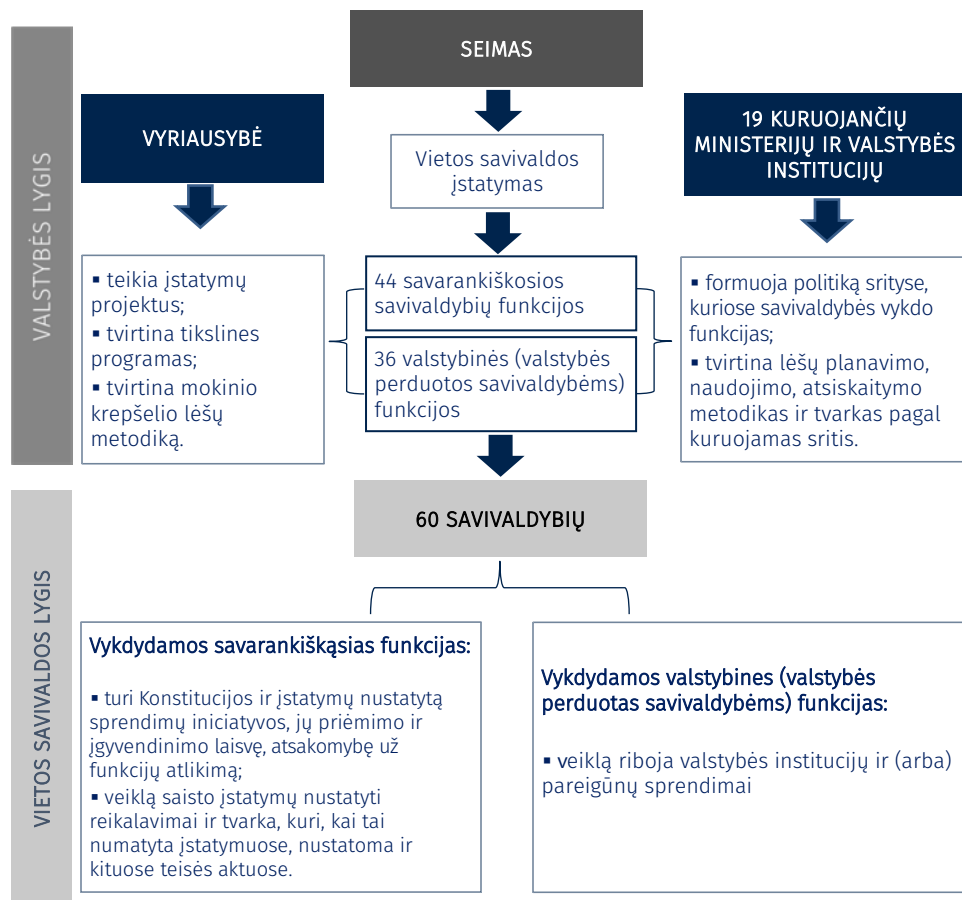 VALSTYBĖS LYGIS
SEIMAS
VYRIAUSYBĖ
19 KURUOJANČIŲ
MINISTERIJŲ IR VALSTYBĖS
INSTITUCIJŲ
Vietos savivaldos
įstatymas
▪ teikia įstatymų
projektus;
▪ tvirtina tikslines
programas;
▪ tvirtina mokinio
krepšelio lėšų
metodiką.
44 savarankiškosios
savivaldybių funkcijos
36 valstybinės (valstybės
perduotos savivaldybėms)
funkcijos
▪ formuoja politiką srityse,
kuriose savivaldybės vykdo
funkcijas;
▪ tvirtina lėšų planavimo,
naudojimo, atsiskaitymo
metodikas ir tvarkas pagal
kuruojamas sritis.
VIETOS SAVIVALDOS LYGIS
60 SAVIVALDYBIŲ
Vykdydamos savarankiškąsias funkcijas:
▪ turi Konstitucijos ir įstatymų nustatytą
sprendimų iniciatyvos, jų priėmimo ir
įgyvendinimo laisvę, atsakomybę už
funkcijų atlikimą;
▪ veiklą saisto įstatymų nustatyti
reikalavimai ir tvarka, kuri, kai tai
numatyta įstatymuose, nustatoma ir
kituose teisės aktuose.
Vykdydamos valstybines (valstybės
perduotas savivaldybėms) funkcijas:
▪ veiklą riboja valstybės institucijų ir (arba)
pareigūnų sprendimai